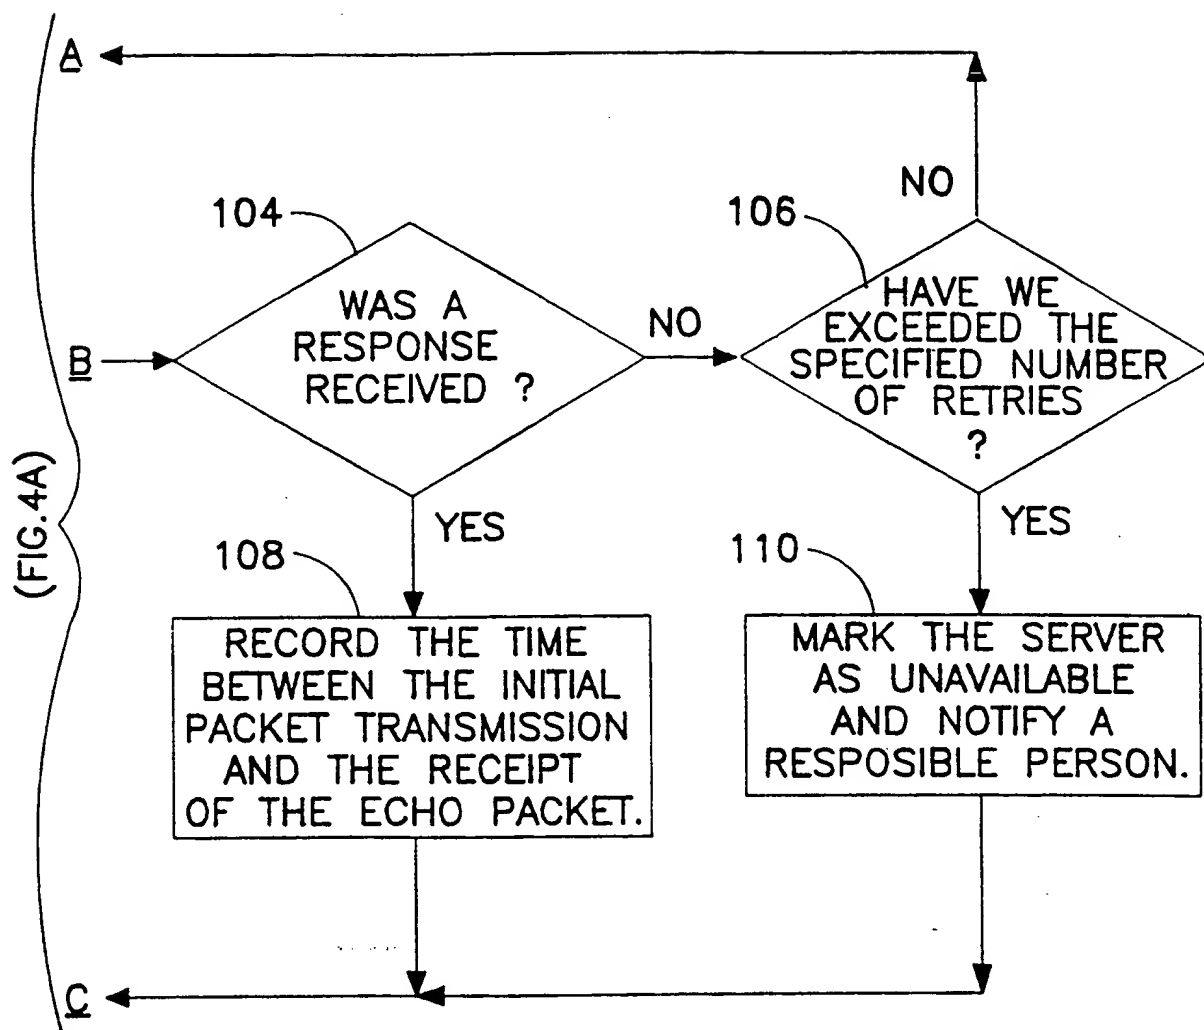 A
NO
104
106
WAS A
RESPONSE
RECEIVED ?
NO
HAVE WE
EXCEEDED THE
SPECIFIED NUMBER
OF RETRIES
?
B
(FIG.4A)
YES
YES
108
110
RECORD THE TIME
BETWEEN THE INITIAL
PACKET TRANSMISSION
AND THE RECEIPT
OF THE ECHO PACKET.
MARK THE SERVER
AS UNAVAILABLE
AND NOTIFY A
RESPOSIBLE PERSON.
C